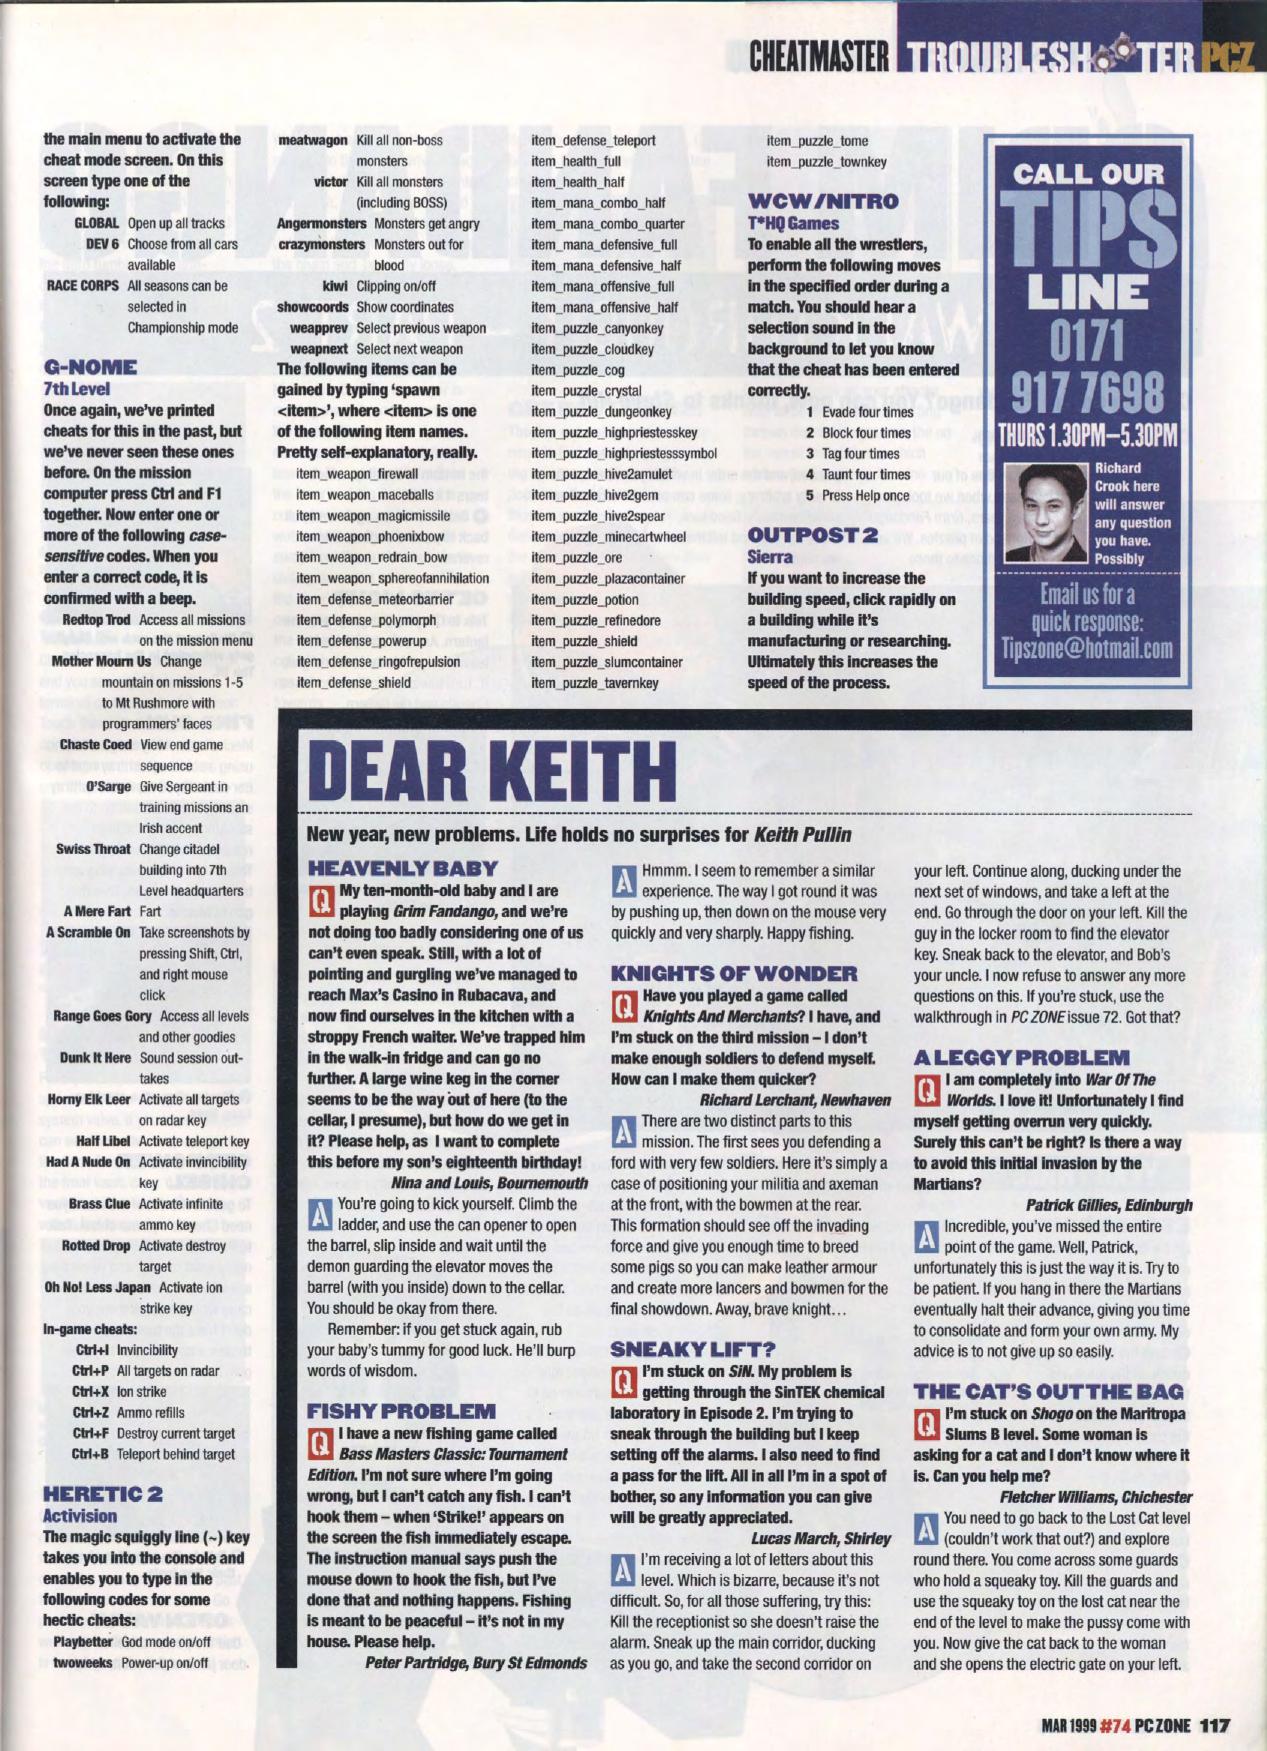 CHEATMASTER TROUBLESHOOTER PCZ
the main menu to activate the
cheat mode screen. On this
screen type one of the
following:
GLOBAL Open up all tracks
DEV 6 Choose from all cars
available
RACE CORPS All seasons can be
selected in
Championship mode
G-NOME
7th Level
Once again, we've printed
cheats for this in the past, but
we've never seen these ones
before. On the mission
computer press Ctrl and F1
together. Now enter one or
more of the following case-
sensitive codes. When you
enter a correct code, it is
confirmed with a beep.
Redtop Trod Access all missions
on the mission menu
Mother Mourn Us Change
mountain on missions 1-5
to Mt Rushmore with
programmers' faces
Chaste Coed View end game
sequence
O'Sarge Give Sergeant in
training missions an
Irish accent
Swiss Throat Change citadel
building into 7th
Level headquarters
A Mere Fart Fart
A Scramble On Take screenshots by
pressing Shift, Ctrl,
and right mouse
click
Range Goes Gory Access all levels
and other goodies
Dunk It Here Sound session out-
takes
Horny Elk Leer Activate all targets
on radar key
Half Libel Activate teleport key
Had A Nude On Activate invincibility
key
Brass Clue Activate infinite
ammo key
Rotted Drop Activate destroy
target
Oh No! Less Japan Activate ion
strike key
In-game cheats:
Ctrl+I Invincibility
Ctrl+P All targets on radar
Ctrl+X Ion strike
Ctrl+Z Ammo refills
Ctrl+F Destroy current target
Ctrl+B Teleport behind target
HERETIC 2
Activision
The magic squiggly line (~) key
takes you into the console and
enables you to type in the
following codes for some
hectic cheats:
Playbetter God mode on/off
twoweeks Power-up on/off
meatwagon Kill all non-boss
monsters
victor Kill all monsters
(including BOSS)
Angermonsters Monsters get angry
crazymonsters Monsters out for
blood
kiwi Clipping on/off
showcoords Show coordinates
weapprev Select previous weapon
weapnext Select next weapon
The following items can be
gained by typing 'spawn
<item>', where <item> is one
of the following item names.
Pretty self-explanatory, really.
item_weapon_firewall
item_weapon_maceballs
item_weapon_magicmissile
item_weapon_phoenixbow
item_weapon_redrain_bow
item_weapon_sphereofannihilation
item_defense_meteorbarrier
item_defense_polymorph
item_defense_powerup
item_defense_ringofrepulsion
item_defense_shield
item_defense_teleport
item_health_full
item_health_half
item_mana_combo_half
item_mana_combo_quarter
item_mana_defensive_full
item_mana_defensive_half
item_mana_offensive_full
item_mana_offensive_half
item_puzzle_canyonkey
item_puzzle_cloudkey
item_puzzle_cog
item_puzzle_crystal
item_puzzle_dungeonkey
item_puzzle_highpriestesskey
item_puzzle_highpriestesssymbol
item_puzzle_hive2amulet
item_puzzle_hive2gem
item_puzzle_hive2spear
item_puzzle_minecartwheel
item_puzzle_ore
item_puzzle_plazacontainer
item_puzzle_potion
item_puzzle_refinedore
item_puzzle_shield
item_puzzle_slumcontainer
item_puzzle_tavernkey
item_puzzle_tome
item_puzzle_townkey
WCW/NITRO
T*HQ Games
To enable all the wrestlers,
perform the following moves
in the specified order during a
match. You should hear a
selection sound in the
background to let you know
that the cheat has been entered
correctly.
1 Evade four times
2 Block four times
3 Tag four times
4 Taunt four times
5 Press Help once
OUTPOST 2
Sierra
If you want to increase the
building speed, click rapidly on
a building while it's
manufacturing or researching.
Ultimately this increases the
speed of the process.
CALL OUR
TIPS
LINE
0171
917 7698
THURS 1.30PM–5.30PM
Richard
Crook here
will answer
any question
you have.
Possibly
Email us for a
quick response:
Tipszone@hotmail.com
DEAR KEITH
New year, new problems. Life holds no surprises for Keith Pullin
HEAVENLY BABY
Q My ten-month-old baby and I are
playing Grim Fandango, and we're
not doing too badly considering one of us
can't even speak. Still, with a lot of
pointing and gurgling we've managed to
reach Max's Casino in Rubacava, and
now find ourselves in the kitchen with a
stroppy French waiter. We've trapped him
in the walk-in fridge and can go no
further. A large wine keg in the corner
seems to be the way out of here (to the
cellar, I presume), but how do we get in
it? Please help, as I want to complete
this before my son's eighteenth birthday!
Nina and Louis, Bournemouth
A You're going to kick yourself. Climb the
ladder, and use the can opener to open
the barrel, slip inside and wait until the
demon guarding the elevator moves the
barrel (with you inside) down to the cellar.
You should be okay from there.
Remember: if you get stuck again, rub
your baby's tummy for good luck. He'll burp
words of wisdom.
FISHY PROBLEM
Q I have a new fishing game called
Bass Masters Classic: Tournament
Edition. I'm not sure where I'm going
wrong, but I can't catch any fish. I can't
hook them – when 'Strike!' appears on
the screen the fish immediately escape.
The instruction manual says push the
mouse down to hook the fish, but I've
done that and nothing happens. Fishing
is meant to be peaceful – it's not in my
house. Please help.
Peter Partridge, Bury St Edmonds
A Hmmm. I seem to remember a similar
experience. The way I got round it was
by pushing up, then down on the mouse very
quickly and very sharply. Happy fishing.
KNIGHTS OF WONDER
Q Have you played a game called
Knights And Merchants? I have, and
I'm stuck on the third mission – I don't
make enough soldiers to defend myself.
How can I make them quicker?
Richard Lerchant, Newhaven
A There are two distinct parts to this
mission. The first sees you defending a
ford with very few soldiers. Here it's simply a
case of positioning your militia and axeman
at the front, with the bowmen at the rear.
This formation should see off the invading
force and give you enough time to breed
some pigs so you can make leather armour
and create more lancers and bowmen for the
final showdown. Away, brave knight...
SNEAKY LIFT?
Q I'm stuck on SiN. My problem is
getting through the SinTEK chemical
laboratory in Episode 2. I'm trying to
sneak through the building but I keep
setting off the alarms. I also need to find
a pass for the lift. All in all I'm in a spot of
bother, so any information you can give
will be greatly appreciated.
Lucas March, Shirley
A I'm receiving a lot of letters about this
level. Which is bizarre, because it's not
difficult. So, for all those suffering, try this:
Kill the receptionist so she doesn't raise the
alarm. Sneak up the main corridor, ducking
as you go, and take the second corridor on
your left. Continue along, ducking under the
next set of windows, and take a left at the
end. Go through the door on your left. Kill the
guy in the locker room to find the elevator
key. Sneak back to the elevator, and Bob's
your uncle. I now refuse to answer any more
questions on this. If you're stuck, use the
walkthrough in PC ZONE issue 72. Got that?
A LEGGY PROBLEM
Q I am completely into War Of The
Worlds. I love it! Unfortunately I find
myself getting overrun very quickly.
Surely this can't be right? Is there a way
to avoid this initial invasion by the
Martians?
Patrick Gillies, Edinburgh
A Incredible, you've missed the entire
point of the game. Well, Patrick,
unfortunately this is just the way it is. Try to
be patient. If you hang in there the Martians
eventually halt their advance, giving you time
to consolidate and form your own army. My
advice is to not give up so easily.
THE CAT'S OUT THE BAG
Q I'm stuck on Shogo on the Maritropa
Slums B level. Some woman is
asking for a cat and I don't know where it
is. Can you help me?
Fletcher Williams, Chichester
A You need to go back to the Lost Cat level
(couldn't work that out?) and explore
round there. You come across some guards
who hold a squeaky toy. Kill the guards and
use the squeaky toy on the lost cat near the
end of the level to make the pussy come with
you. Now give the cat back to the woman
and she opens the electric gate on your left.
MAR 1999 #74 PC ZONE 117